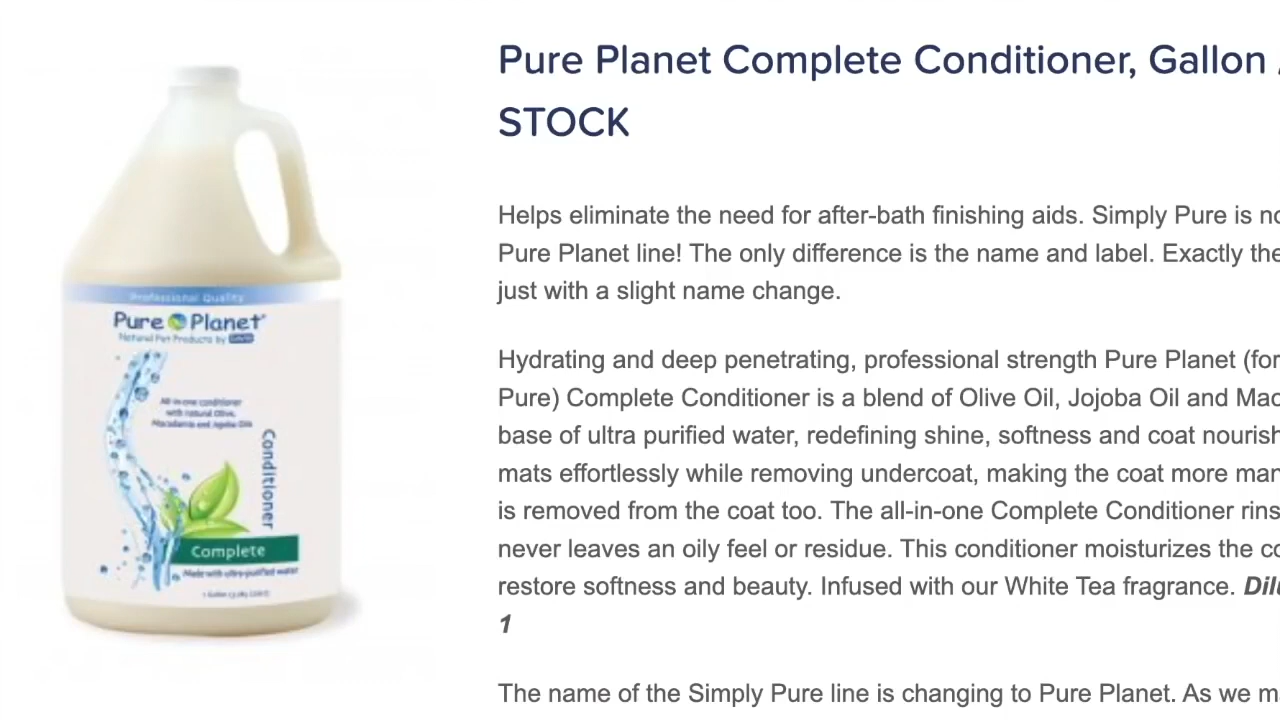 Pure Planet Complete Conditioner, Gallon
STOCK
Helps eliminate the need for after-bath finishing aids. Simply Pure is
Pure Planet line! The only difference is the name and label. Exactly the
just with a slight name change.
Hydrating and deep penetrating, professional strength Pure Planet (for
Pure) Complete Conditioner is a blend of Olive Oil, Jojoba Oil and Mac
base of ultra purified water, redefining shine, softness and coat nourish
mats effortlessly while removing undercoat, making the coat more man
is removed from the coat too. The all-in-one Complete Conditioner rins
never leaves an oily feel or residue. This conditioner moisturizes the co
restore softness and beauty. Infused with our White Tea fragrance. Dilu
1
The name of the Simply Pure line is changing to Pure Planet. As we m
Professional Quality
Pure Planet
Natural Pet Products by
All-in-one conditioner
with natural Olive,
Macadamia and Jojoba Oils
Conditioner
Complete
Made with ultra-purified water
1 Gallon